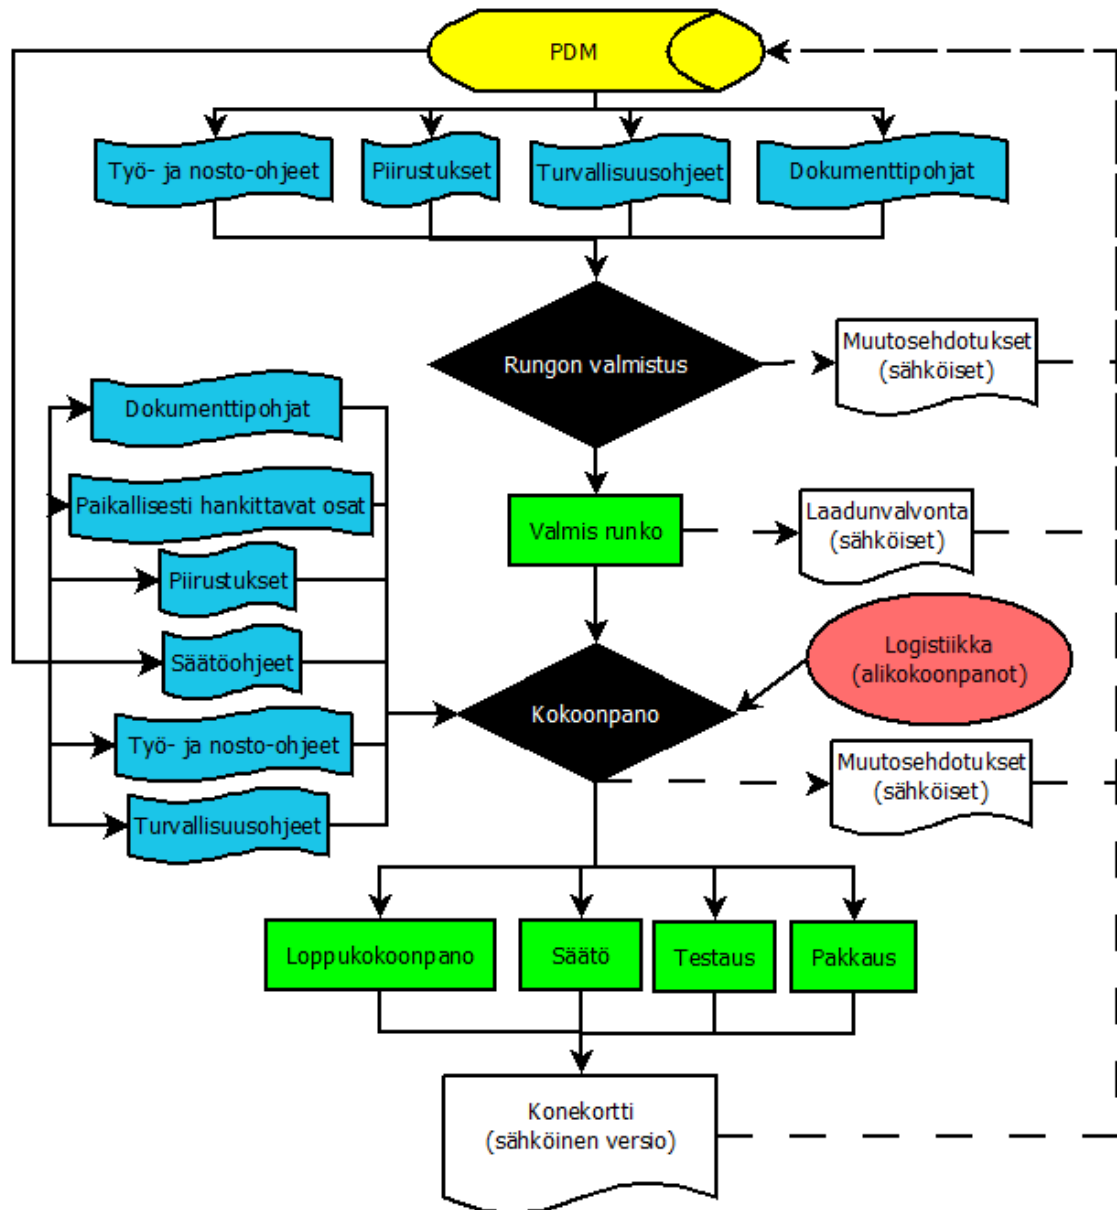 PDM
Työ- ja nosto-ohjeet
Piirustukset
Turvallisuusohjeet
Dokumenttipohjat
Rungon valmistus
Muutosehdotukset
(sähköiset)
Dokumenttipohjat
Paikallisesti hankittavat osat
Piirustukset
Säätöohjeet
Työ- ja nosto-ohjeet
Turvallisuusohjeet
Valmis runko
Laadunvalvonta
(sähköiset)
Logistiikka
(alikokoonpanot)
Kokoonpano
Muutosehdotukset
(sähköiset)
Loppukokoonpano
Säätö
Testaus
Pakkaus
Konekortti
(sähköinen versio)